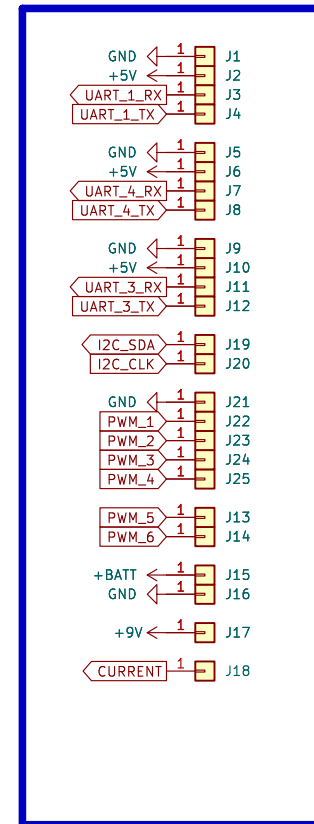 GND 1 J1
+5V 1 J2
UART_1_RX 1 J3
UART_1_TX 1 J4
GND 1 J5
+5V 1 J6
UART_4_RX 1 J7
UART_4_TX 1 J8
GND 1 J9
+5V 1 J10
UART_3_RX 1 J11
UART_3_TX 1 J12
I2C_SDA 1 J19
I2C_CLK 1 J20
GND 1 J21
PWM_1 1 J22
PWM_2 1 J23
PWM_3 1 J24
PWM_4 1 J25
PWM_5 1 J13
PWM_6 1 J14
+BATT 1 J15
GND 1 J16
+9V 1 J17
CURRENT 1 J18